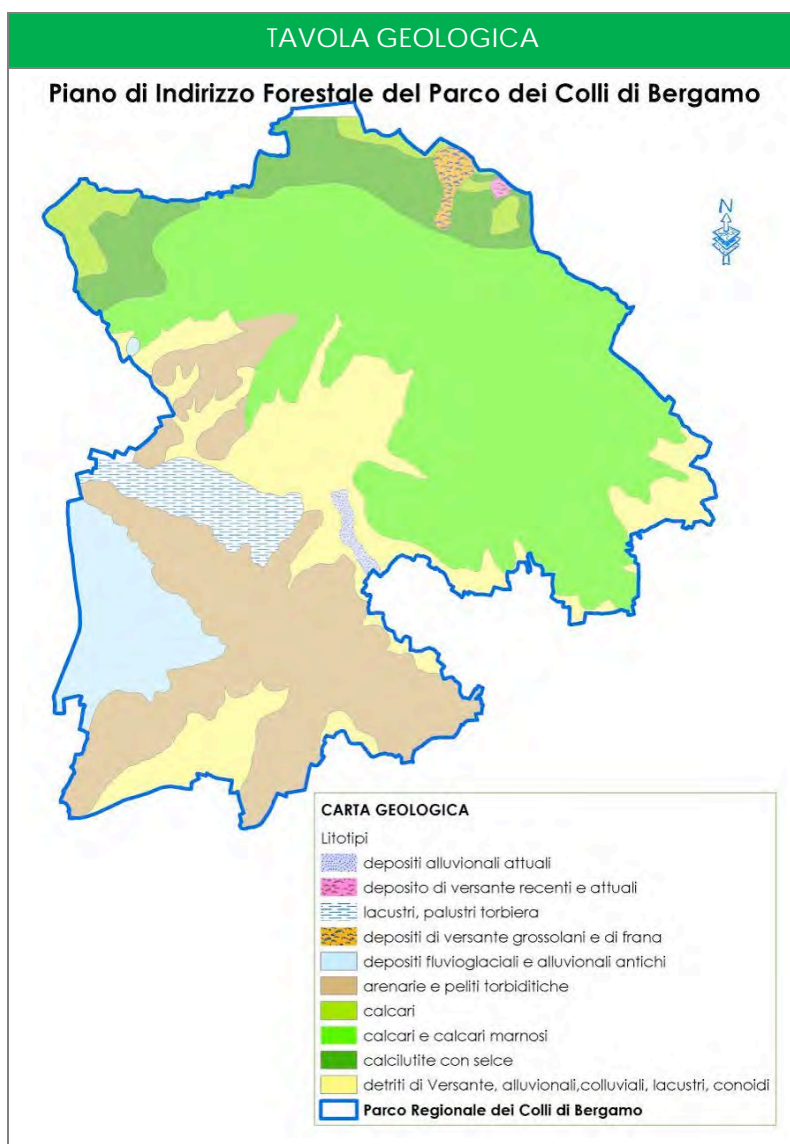 TAVOLA GEOLOGICA
Piano di Indirizzo Forestale del Parco dei Colli di Bergamo
N
CARTA GEOLOGICA
Litotipi
depositi alluvionali attuali
deposito di versante recenti e attuali
lacustri, palustri torbiera
depositi di versante grossolani e di frana
depositi fluvioglaciali e alluvionali antichi
arenarie e peliti torbiditiche
calcari
calcari e calcari marnosi
calcilutite con selce
detriti di Versante, alluvionali,colluviali, lacustri, conoidi
Parco Regionale dei Colli di Bergamo